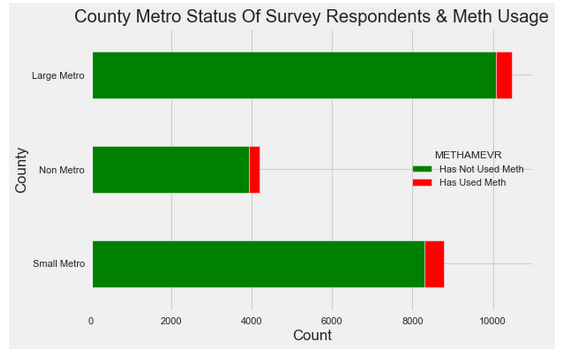 County Metro Status Of Survey Respondents & Meth Usage
Large Metro
Non Metro
Small Metro
County
METHAMEVR
Has Not Used Meth
Has Used Meth
0 2000 4000 6000 8000 10000
Count